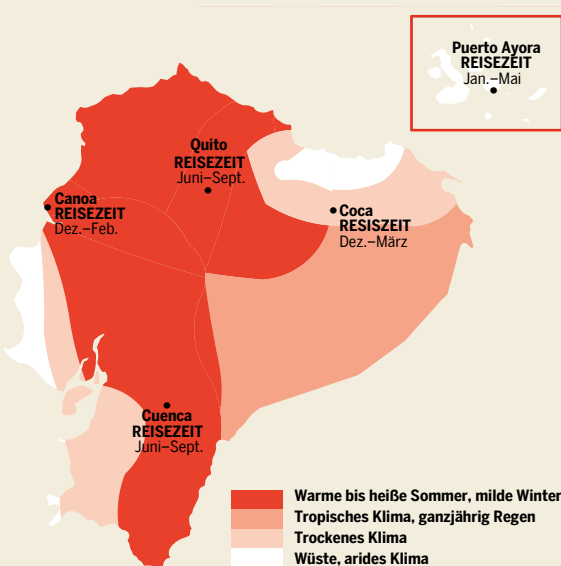 Puerto Ayora
REISEZEIT
Jan.–Mai
Quito
REISEZEIT
Juni–Sept.
Canoa
REISEZEIT
Dez.–Feb.
Coca
RESISZEIT
Dez.–März
Cuenca
REISEZEIT
Juni–Sept.
Warme bis heiße Sommer, milde Winter
Tropisches Klima, ganzjährig Regen
Trockenes Klima
Wüste, arides Klima